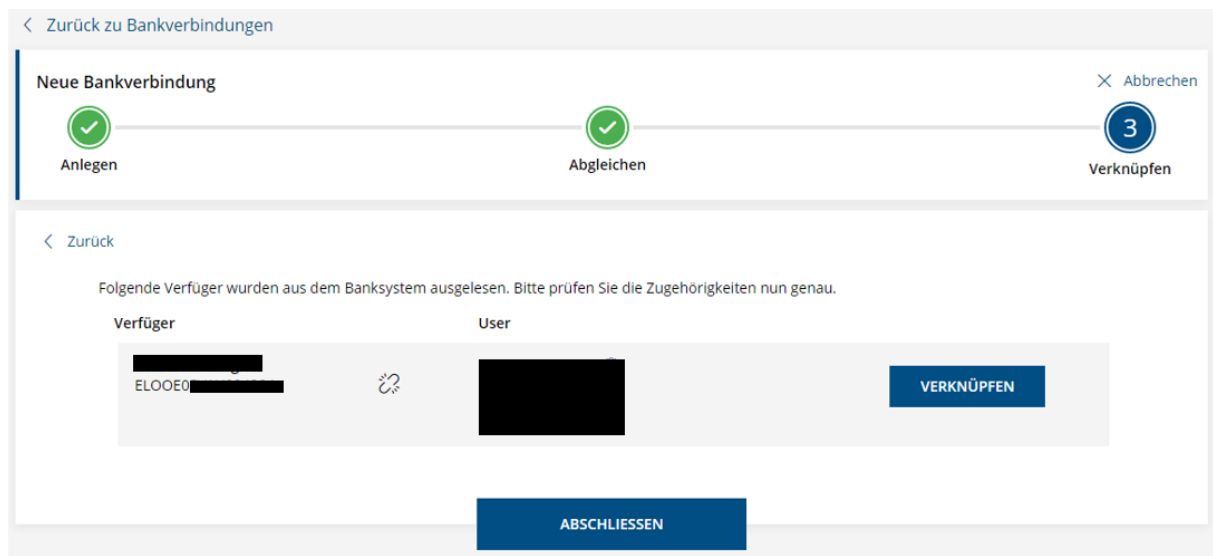 Zurück zu Bankverbindungen
Neue Bankverbindung
Abbrechen
3
Anlegen
Abgleichen
Verknüpfen
Zurück
Folgende Verfüger wurden aus dem Banksystem ausgelesen. Bitte prüfen Sie die Zugehörigkeiten nun genau.
Verfüger User
ELOOE0
VERKNÜPFEN
ABSCHLIESSEN